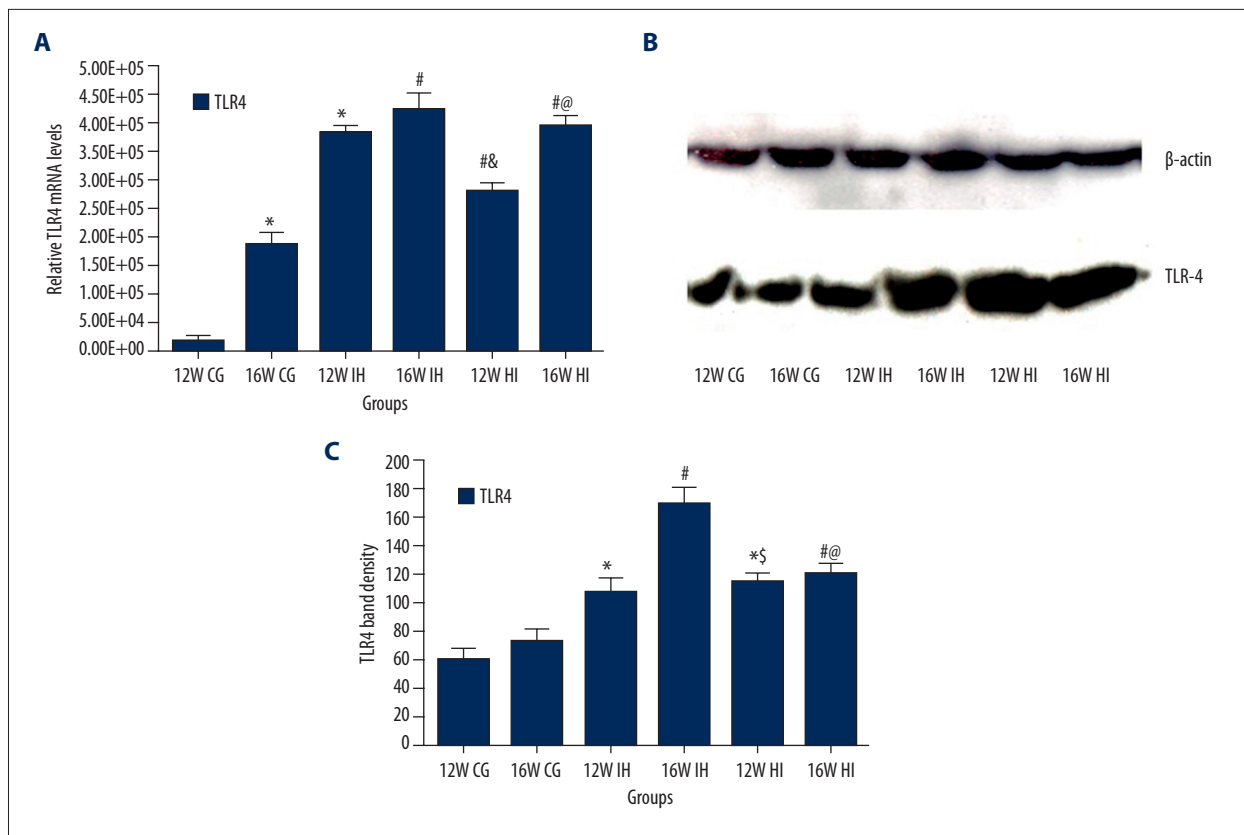 A
5.00E+05
4.50E+05
4.00E+05
3.50E+05
3.00E+05
2.50E+05
2.00E+05
1.50E+05
1.00E+05
5.00E+04
0.00E+00
Relative TLR4 mRNA levels
TLR4
*
*
#
#&
#@
12W CG 16W CG 12W IH 16W IH 12W HI 16W HI
Groups
B
β-actin
TLR-4
12W CG 16W CG 12W IH 16W IH 12W HI 16W HI
C
200
180
160
140
120
100
80
60
40
20
0
TLR4 band density
TLR4
*
#
*$
#@
12W CG 16W CG 12W IH 16W IH 12W HI 16W HI
Groups